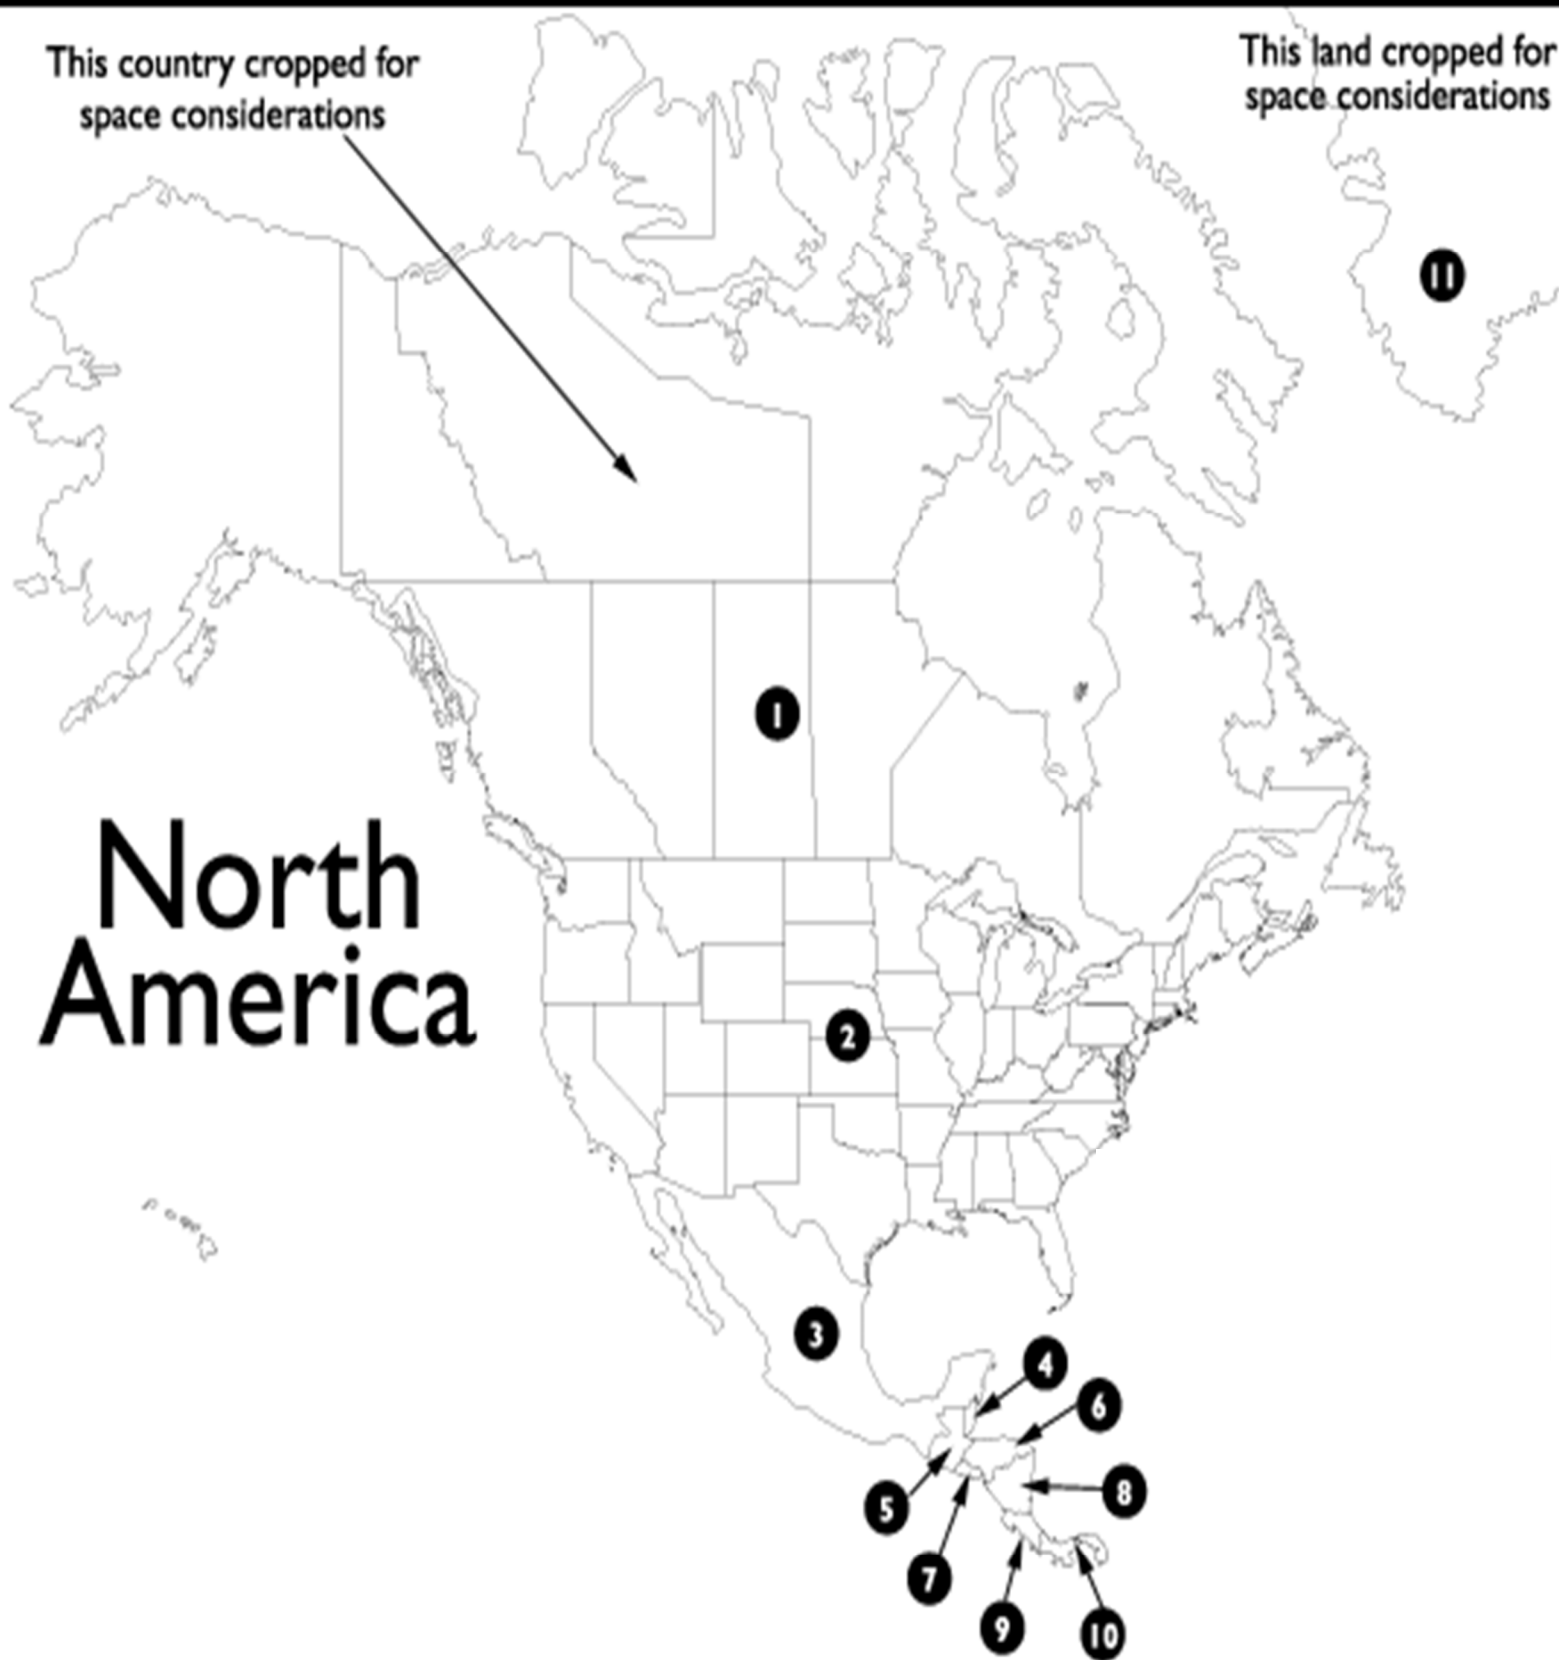 This country cropped for
space considerations
This land cropped for
space considerations
11
1
North
America
2
3
4
6
5
8
7
9
10